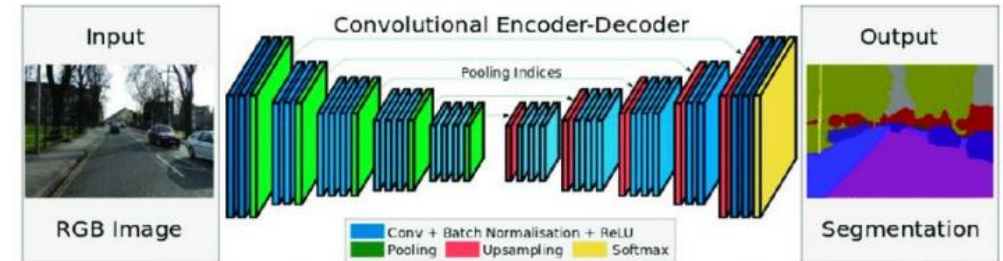 Input
RGB Image
Convolutional Encoder-Decoder
Pooling Indices
Conv + Batch Normalisation + ReLU
Pooling Upsampling Softmax
Output
Segmentation